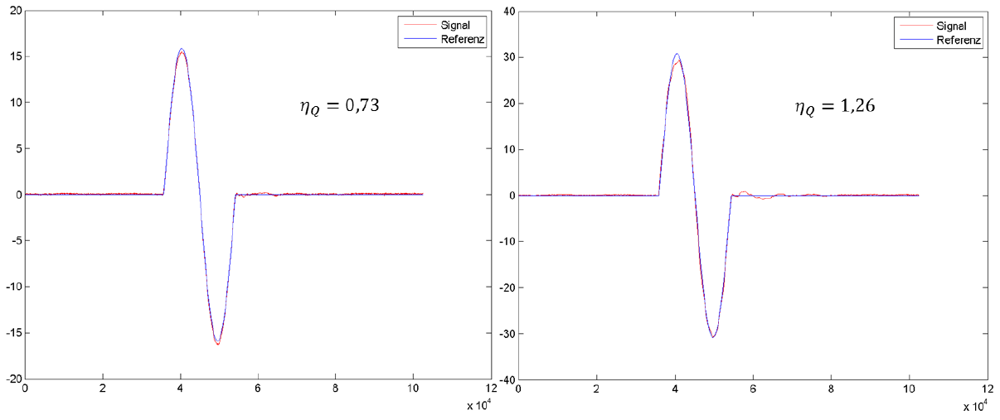 20
15
10
5
0
-5
-10
-15
-20
0 2 4 6 8 10 12
x 10^4
Signal
Referenz
η_Q = 0,73
40
30
20
10
0
-10
-20
-30
-40
0 2 4 6 8 10 12
x 10^4
Signal
Referenz
η_Q = 1,26